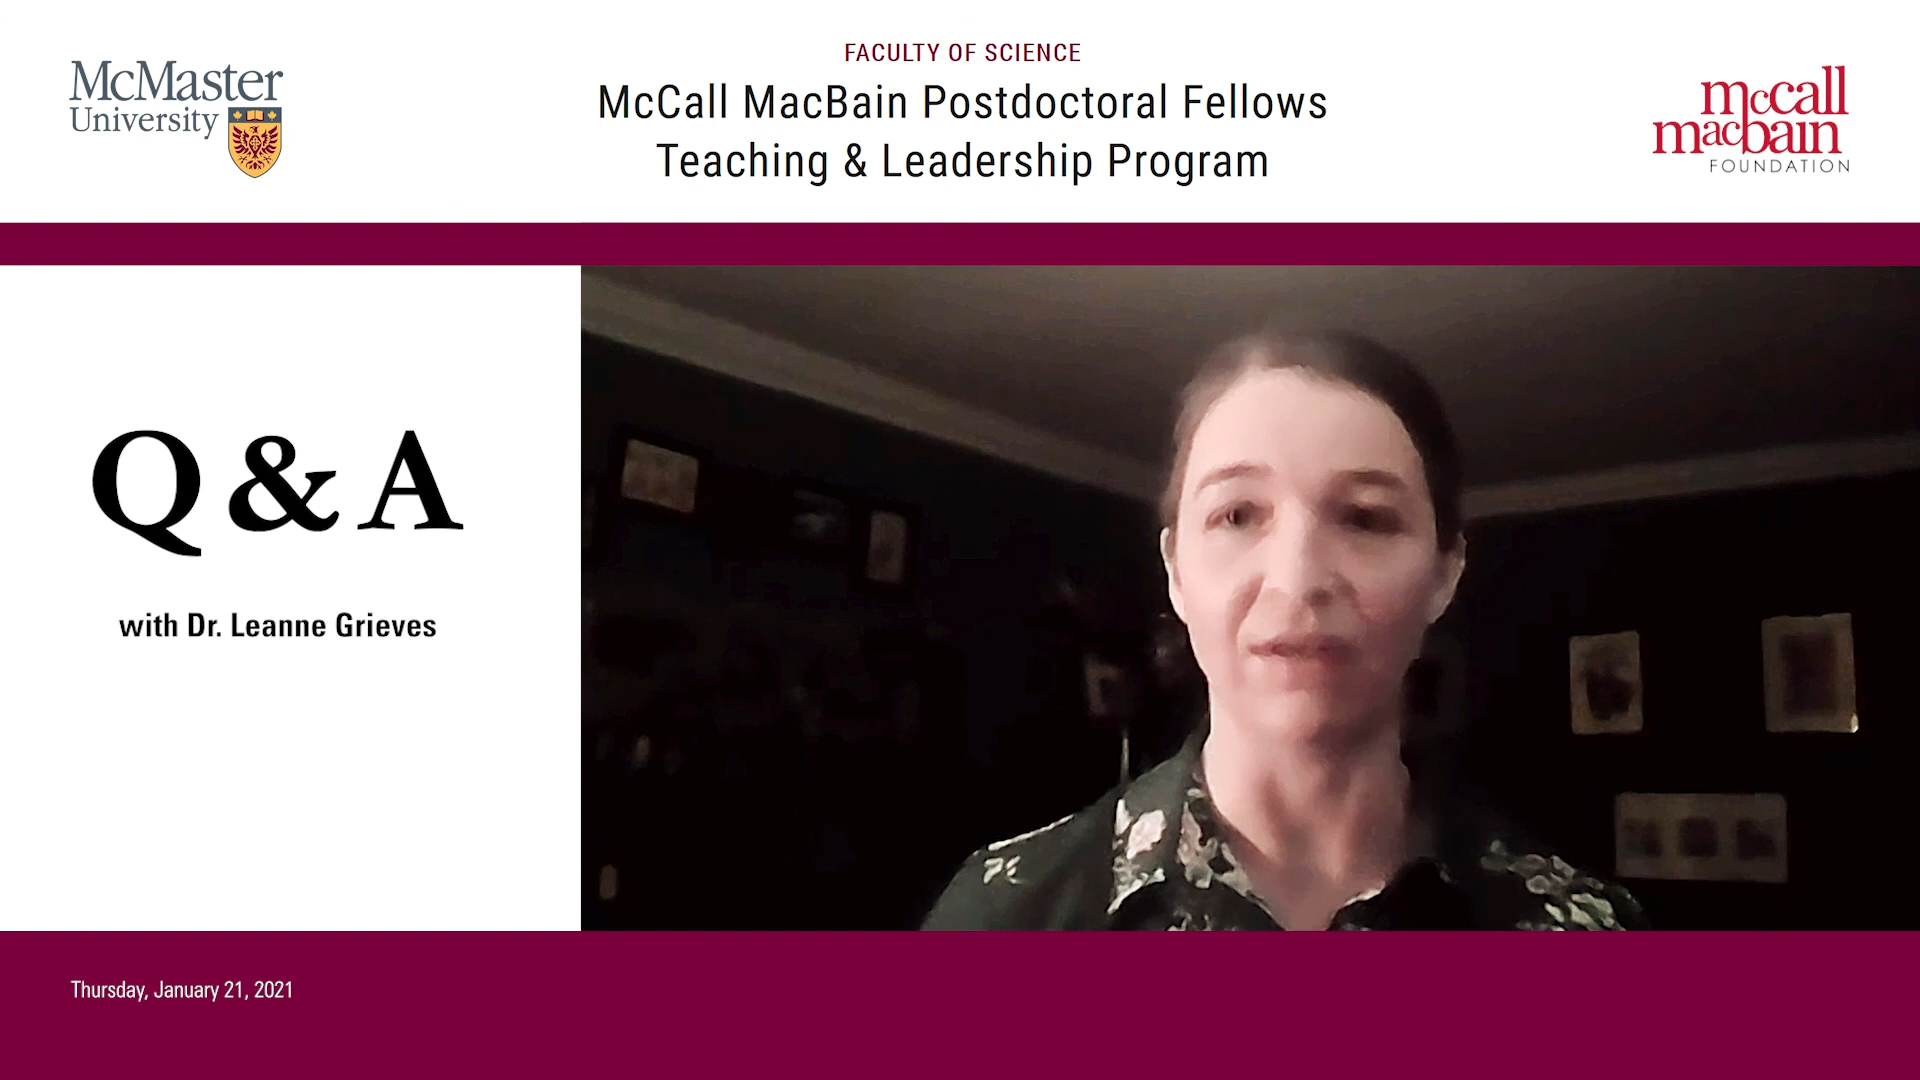 McMaster
University
FACULTY OF SCIENCE
McCall MacBain Postdoctoral Fellows
Teaching & Leadership Program
mccall
macbain
FOUNDATION
Q & A
with Dr. Leanne Grieves
Thursday, January 21, 2021